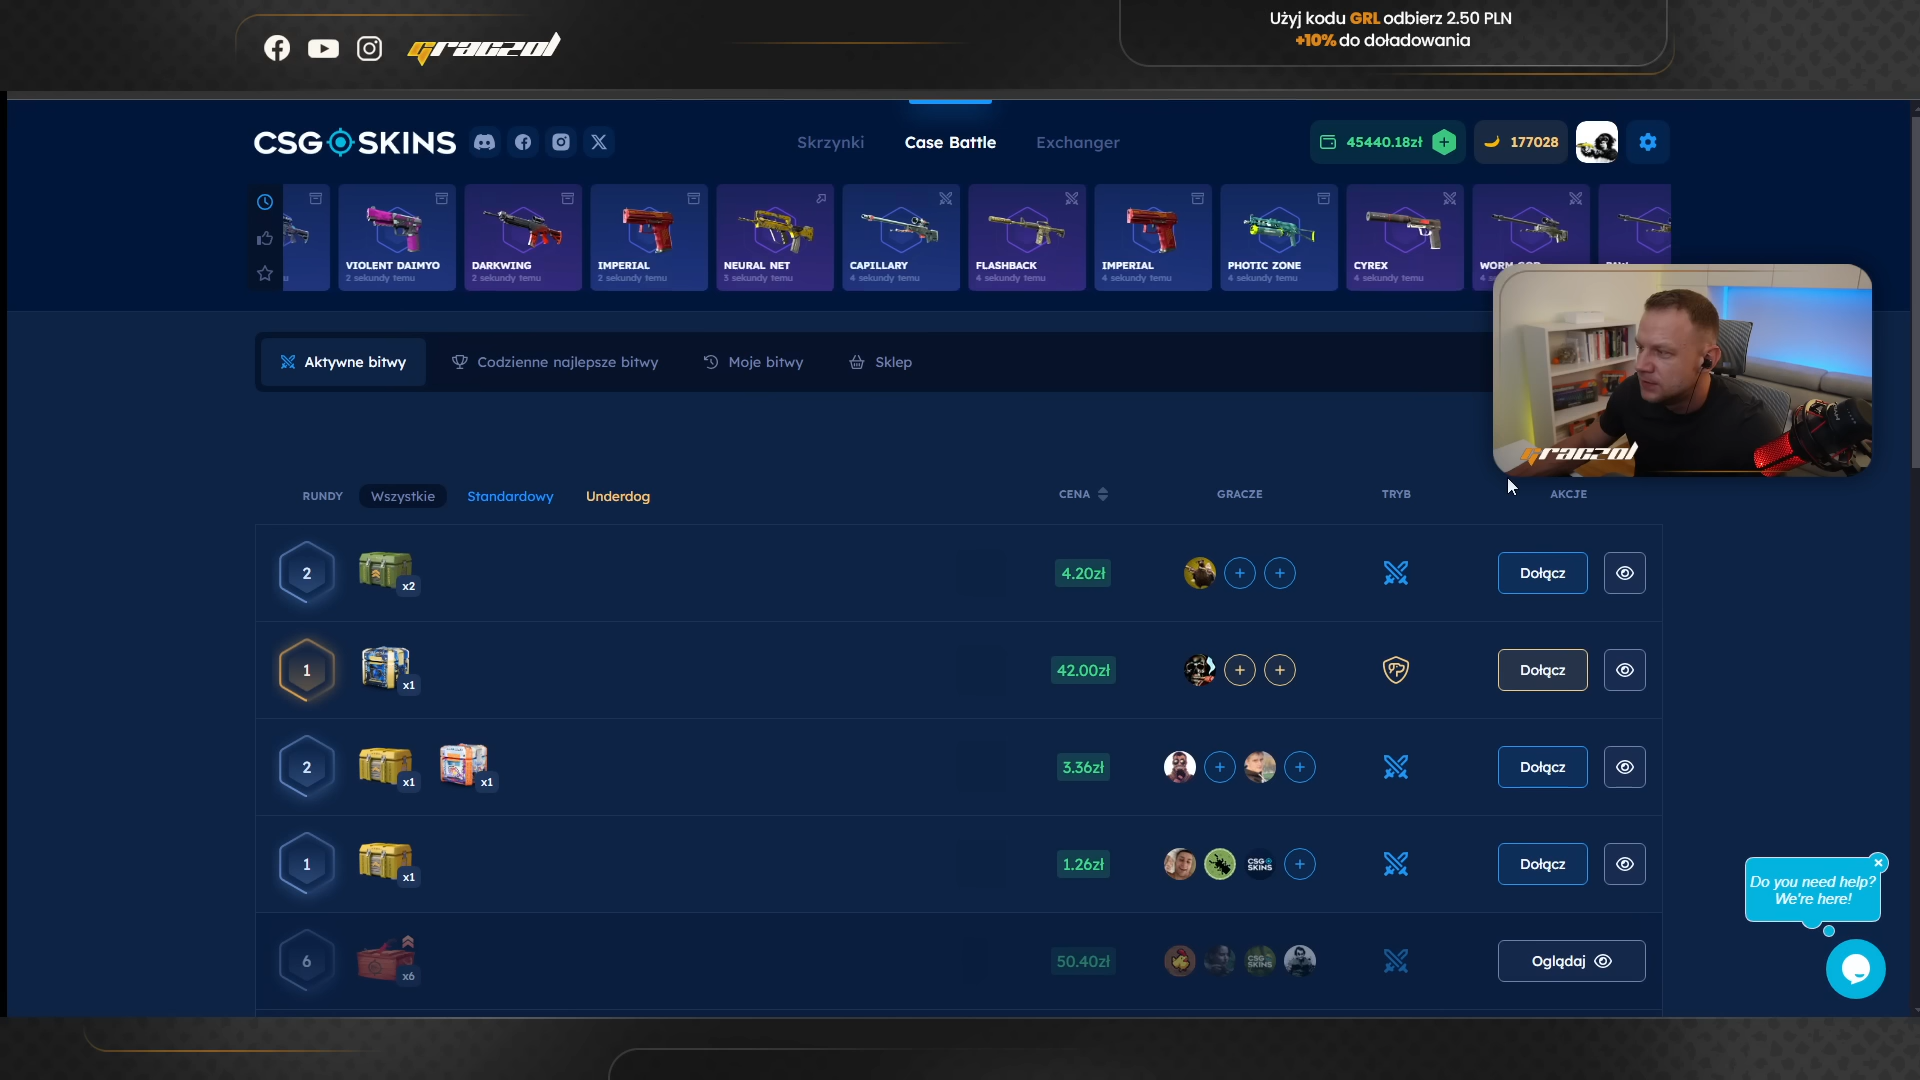 graczol
Użyj kodu GRL odbierz 2.50 PLN
+10% do doładowania
CSGOSKINS
Skrzynki
Case Battle
Exchanger
45440.18zł
177028
VIOLENT DAIMYO
2 sekundy temu
DARKWING
2 sekundy temu
IMPERIAL
2 sekundy temu
NEURAL NET
3 sekundy temu
CAPILLARY
4 sekundy temu
FLASHBACK
4 sekundy temu
IMPERIAL
4 sekundy temu
PHOTIC ZONE
4 sekundy temu
CYREX
4 sekundy temu
Aktywne bitwy
Codzienne najlepsze bitwy
Moje bitwy
Sklep
graczol
RUNDY
Wszystkie
Standardowy
Underdog
CENA
GRACZE
TRYB
AKCJE
2
x2
4.20zł
Dołącz
1
x1
42.00zł
Dołącz
2
x1
x1
3.36zł
Dołącz
1
x1
1.26zł
CSG SKINS
Dołącz
6
x6
50.40zł
CSG SKINS
Oglądaj
Do you need help?
We're here!